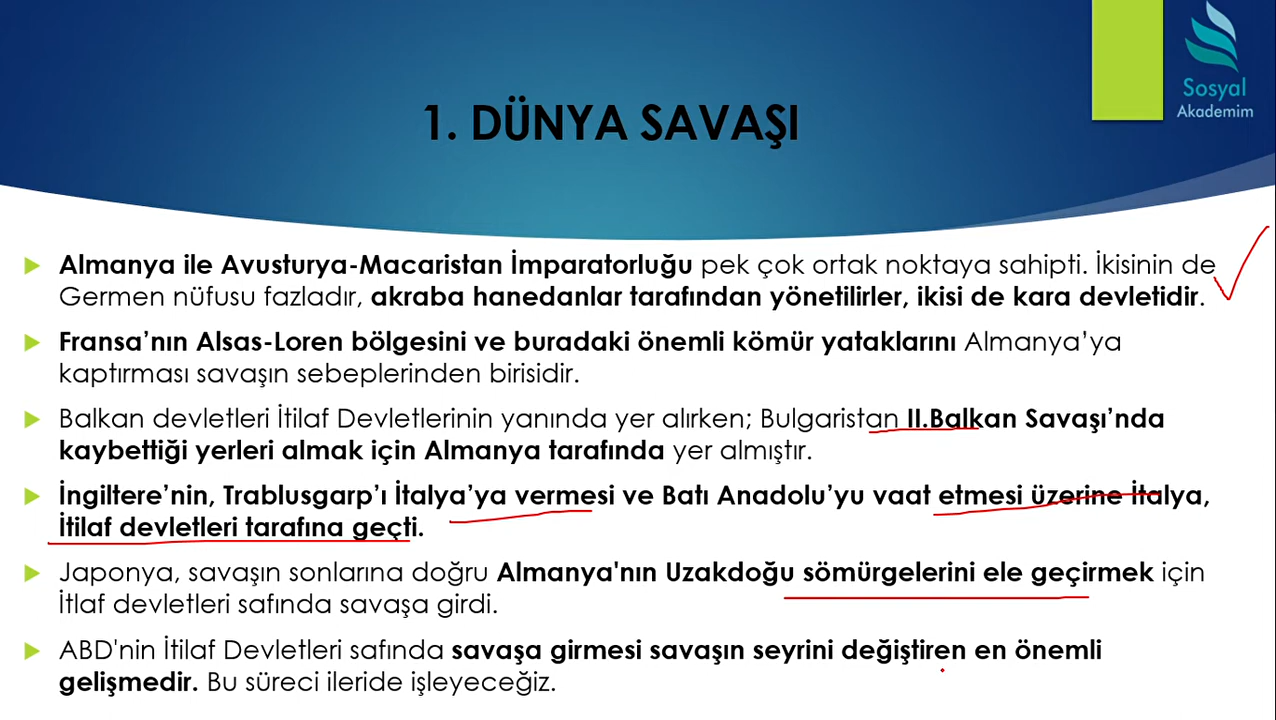 Sosyal
Akademim
1. DÜNYA SAVAŞI
Almanya ile Avusturya-Macaristan İmparatorluğu pek çok ortak noktaya sahipti. İkisinin de
Germen nüfusu fazladır, akraba hanedanlar tarafından yönetilirler, ikisi de kara devletidir.
Fransa’nın Alsas-Loren bölgesini ve buradaki önemli kömür yataklarını Almanya’ya
kaptırması savaşın sebeplerinden birisidir.
Balkan devletleri İtilaf Devletlerinin yanında yer alırken; Bulgaristan II.Balkan Savaşı’nda
kaybettiği yerleri almak için Almanya tarafında yer almıştır.
İngiltere’nin, Trablusgarp’ı İtalya’ya vermesi ve Batı Anadolu’yu vaat etmesi üzerine İtalya,
İtilaf devletleri tarafına geçti.
Japonya, savaşın sonlarına doğru Almanya'nın Uzakdoğu sömürgelerini ele geçirmek için
İtlaf devletleri safında savaşa girdi.
ABD'nin İtilaf Devletleri safında savaşa girmesi savaşın seyrini değiştiren en önemli
gelişmedir. Bu süreci ileride işleyeceğiz.